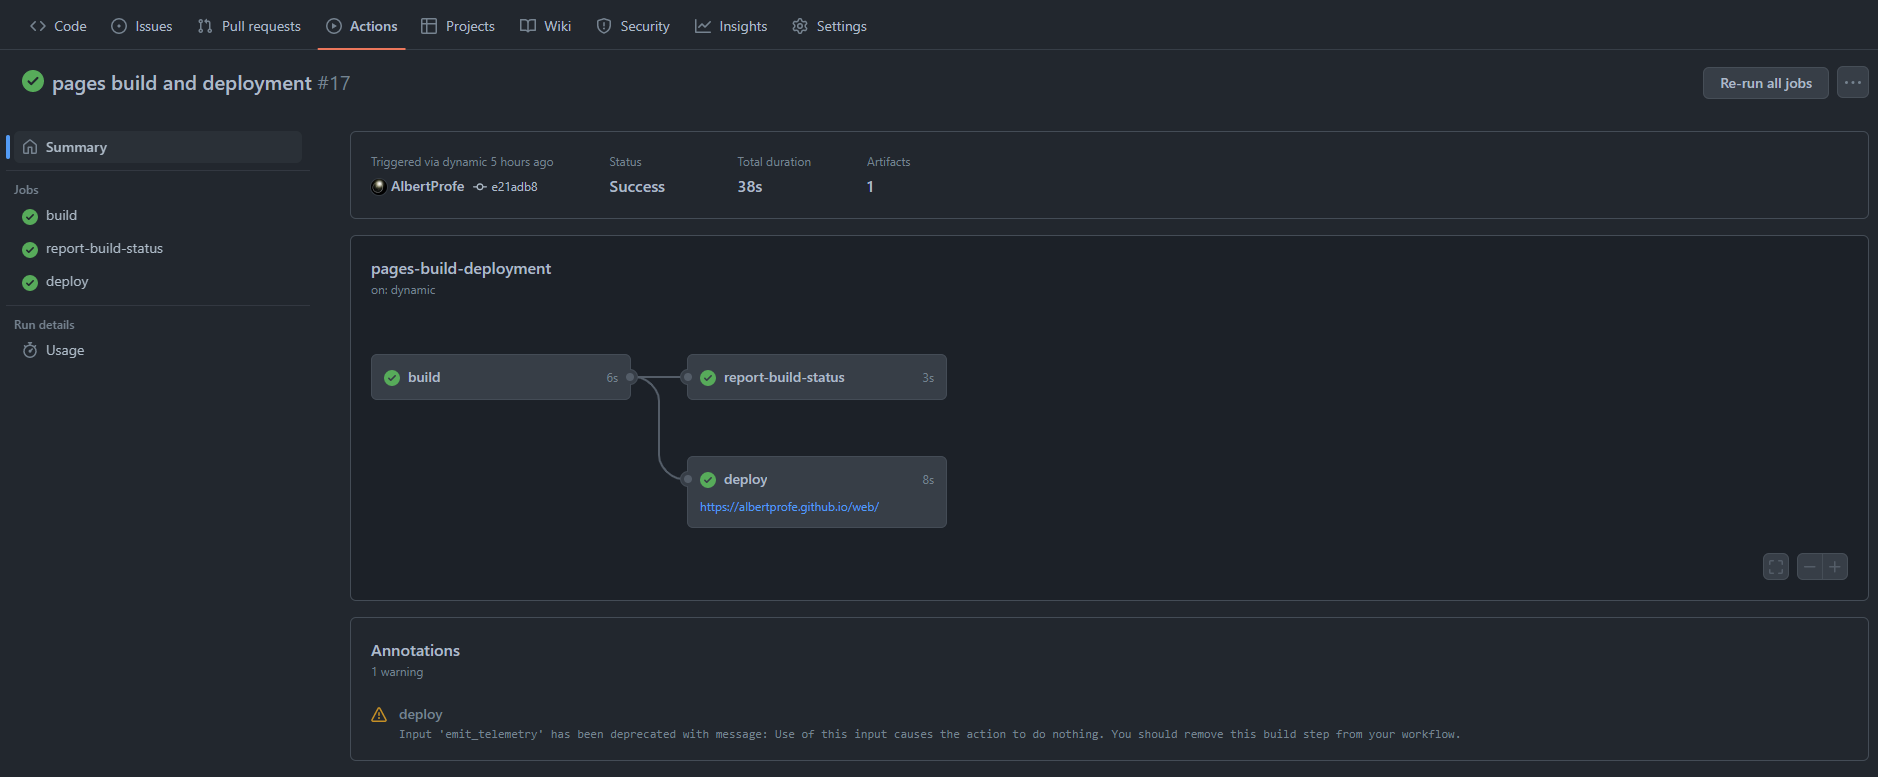 Code Issues Pull requests Actions Projects Wiki Security Insights Settings
pages build and deployment #17
Re-run all jobs
Summary
Jobs
build
report-build-status
deploy
Run details
Usage
Triggered via dynamic 5 hours ago
AlbertProfe e21adb8
Status
Success
Total duration
38s
Artifacts
1
pages-build-deployment
on: dynamic
build 6s
report-build-status 3s
deploy 8s
https://albertprofe.github.io/web/
Annotations
1 warning
deploy
Input 'emit_telemetry' has been deprecated with message: Use of this input causes the action to do nothing. You should remove this build step from your workflow.